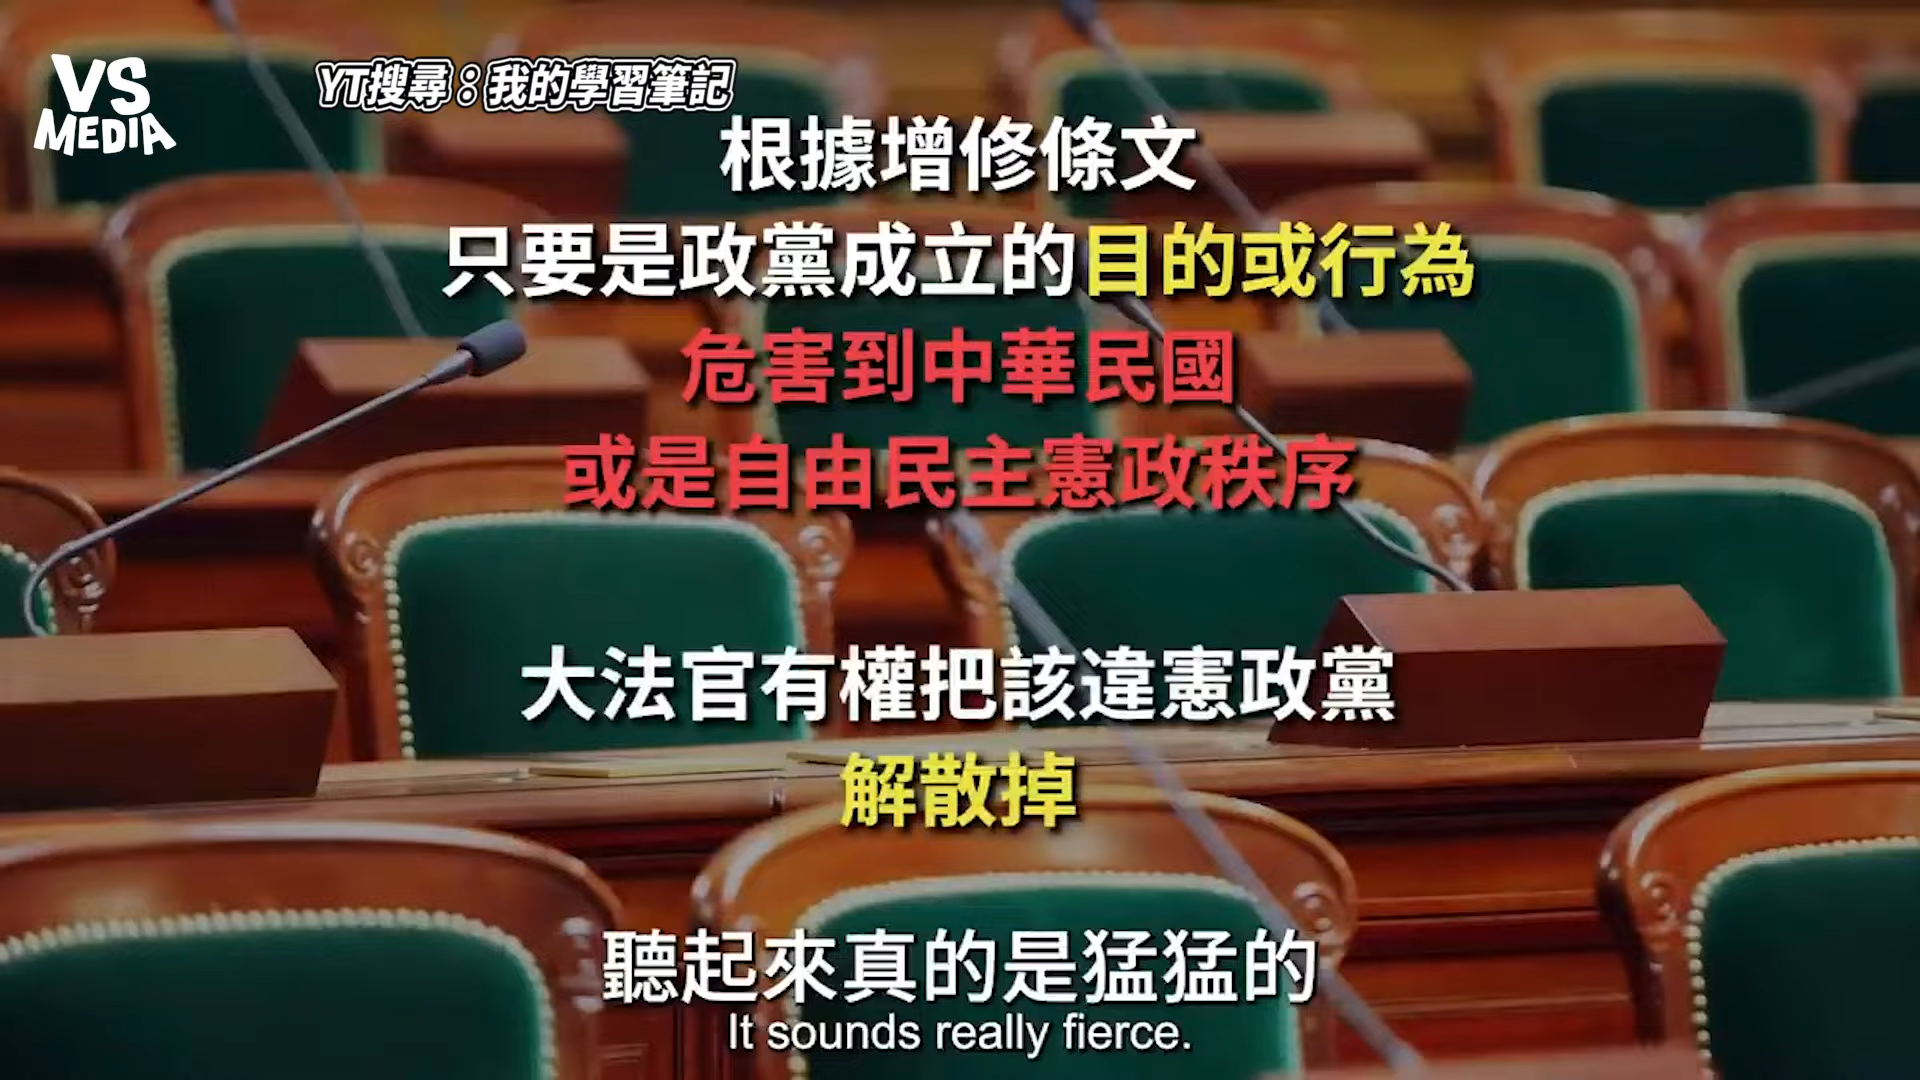 VS
MEDIA
YT搜尋：我的學習筆記
根據增修條文
只要是政黨成立的目的或行為
危害到中華民國
或是自由民主憲政秩序
大法官有權把該違憲政黨
解散掉
聽起來真的是猛猛的
It sounds really fierce.